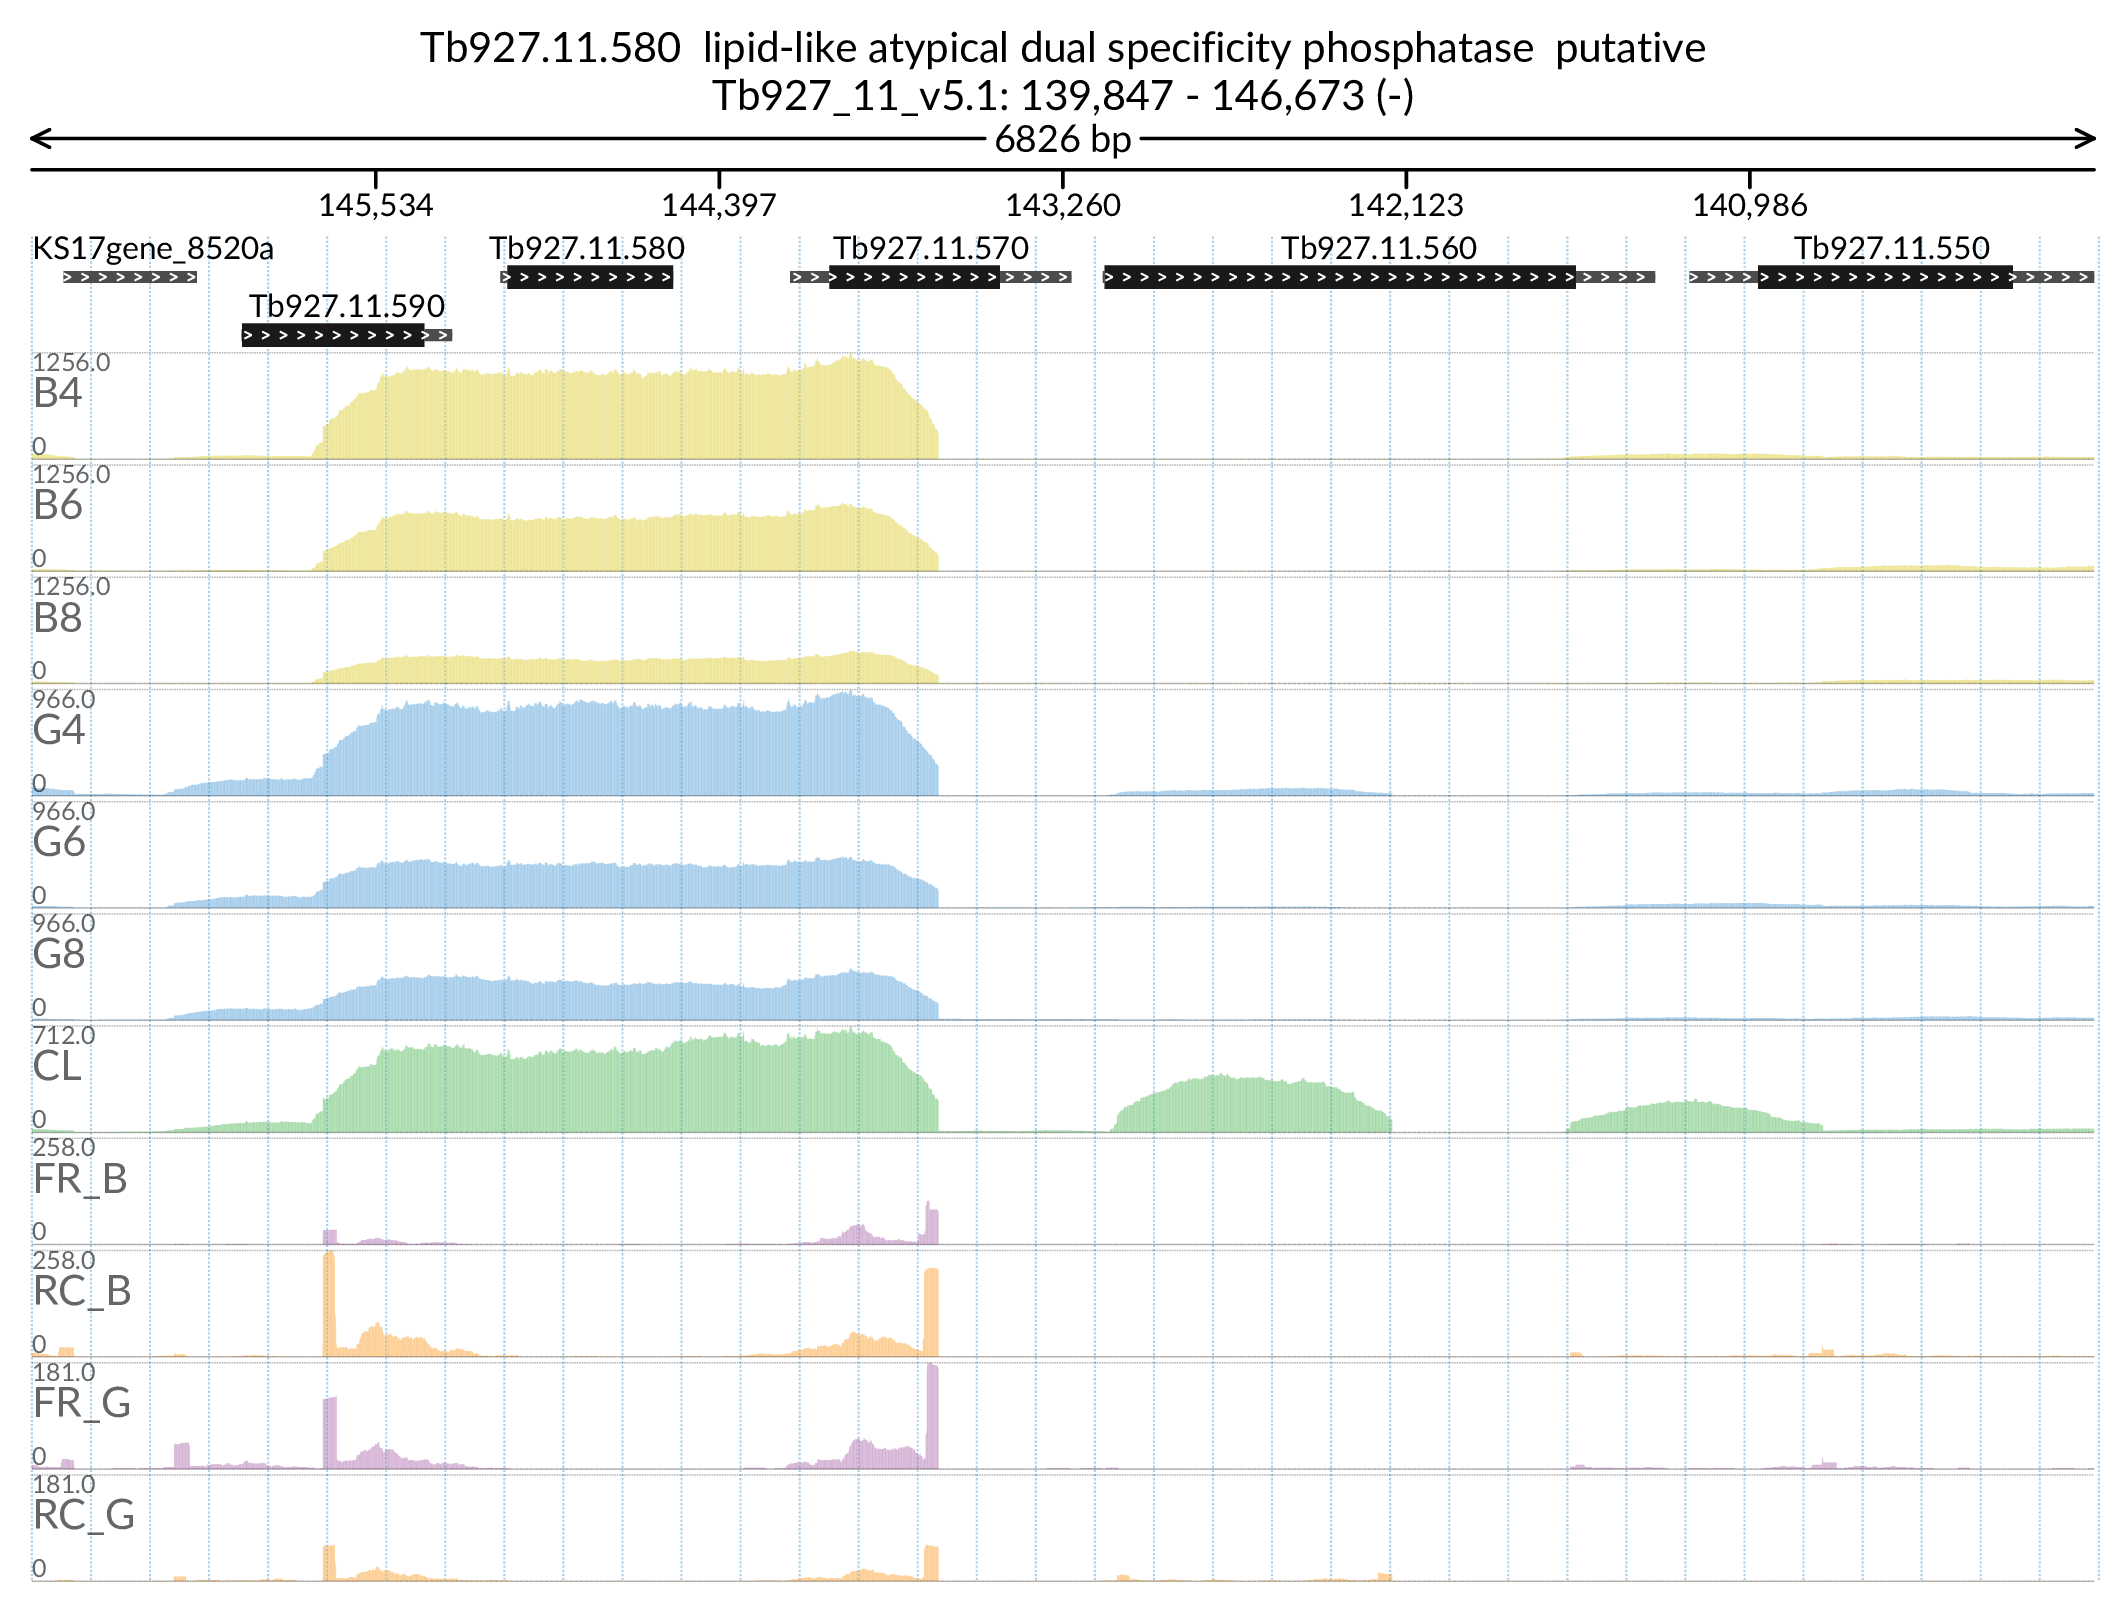 Tb927.11.580  lipid-like atypical dual specificity phosphatase  putative
Tb927_11_v5.1: 139,847 - 146,673 (-)
6826 bp
145,534 144,397 143,260 142,123 140,986
KS17gene_8520a Tb927.11.580 Tb927.11.570 Tb927.11.560 Tb927.11.550
Tb927.11.590
1256.0
B4
0
1256.0
B6
0
1256.0
B8
0
966.0
G4
0
966.0
G6
0
966.0
G8
0
712.0
CL
0
258.0
FR_B
0
258.0
RC_B
0
181.0
FR_G
0
181.0
RC_G
0